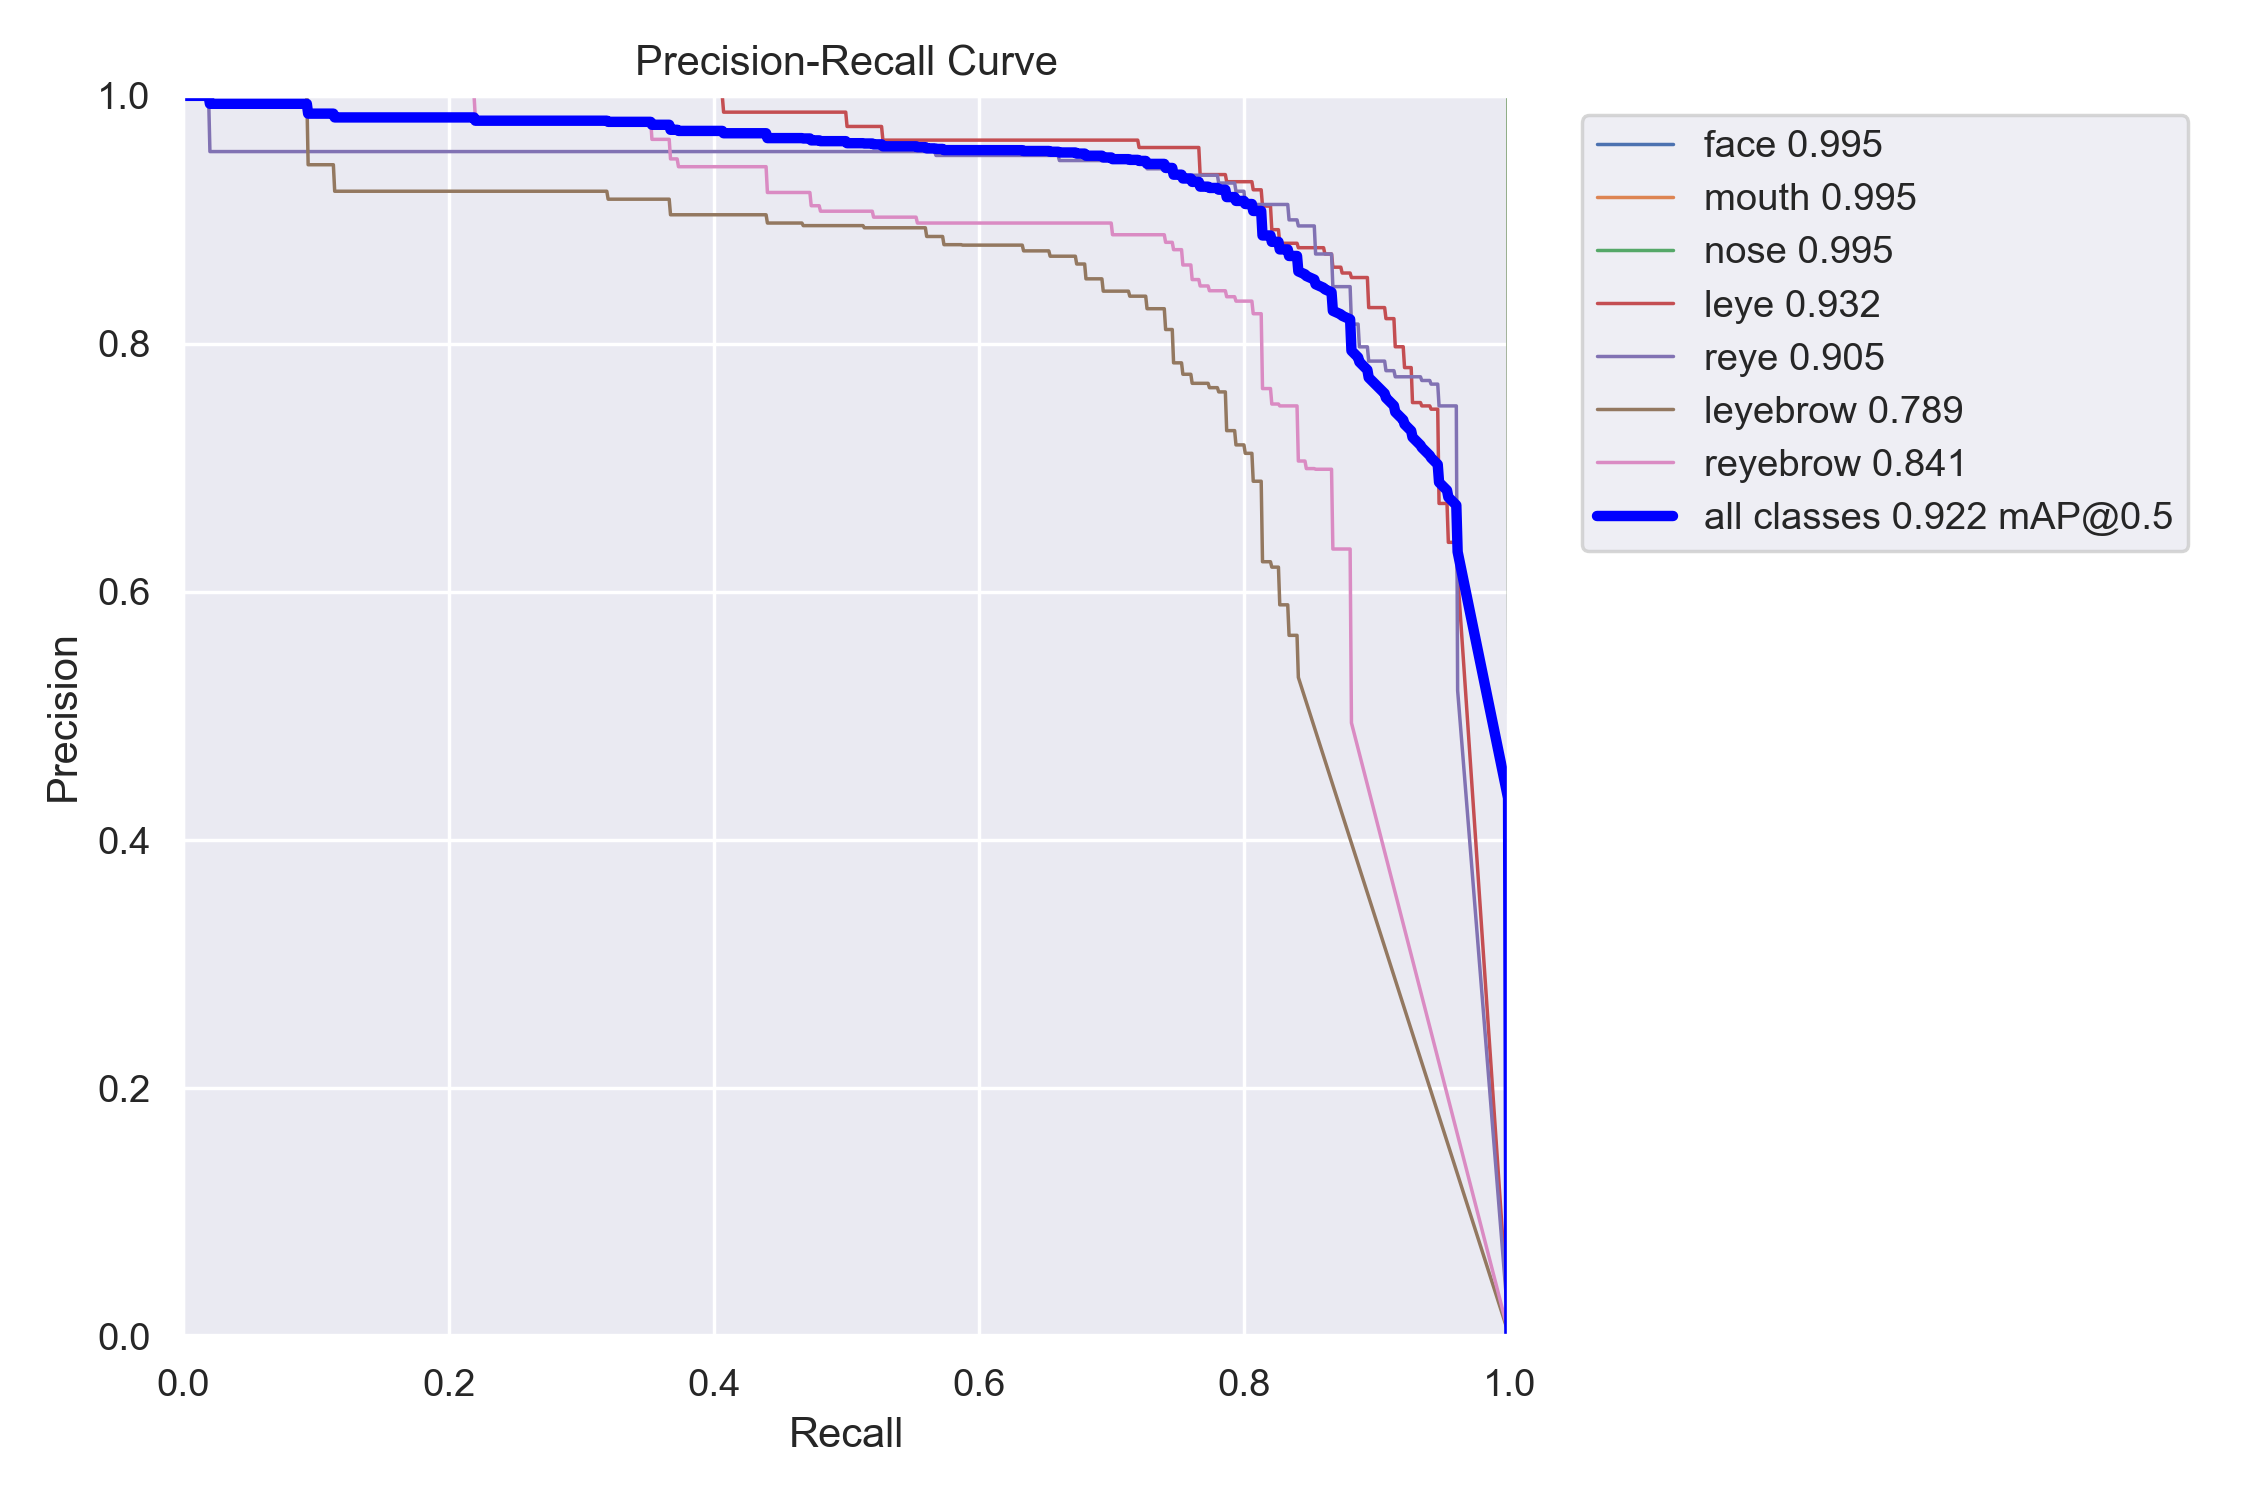 Precision-Recall Curve
1.0
0.8
0.6
0.4
0.2
0.0
Precision
0.0 0.2 0.4 0.6 0.8 1.0
Recall
face 0.995
mouth 0.995
nose 0.995
leye 0.932
reye 0.905
leyebrow 0.789
reyebrow 0.841
all classes 0.922 mAP@0.5